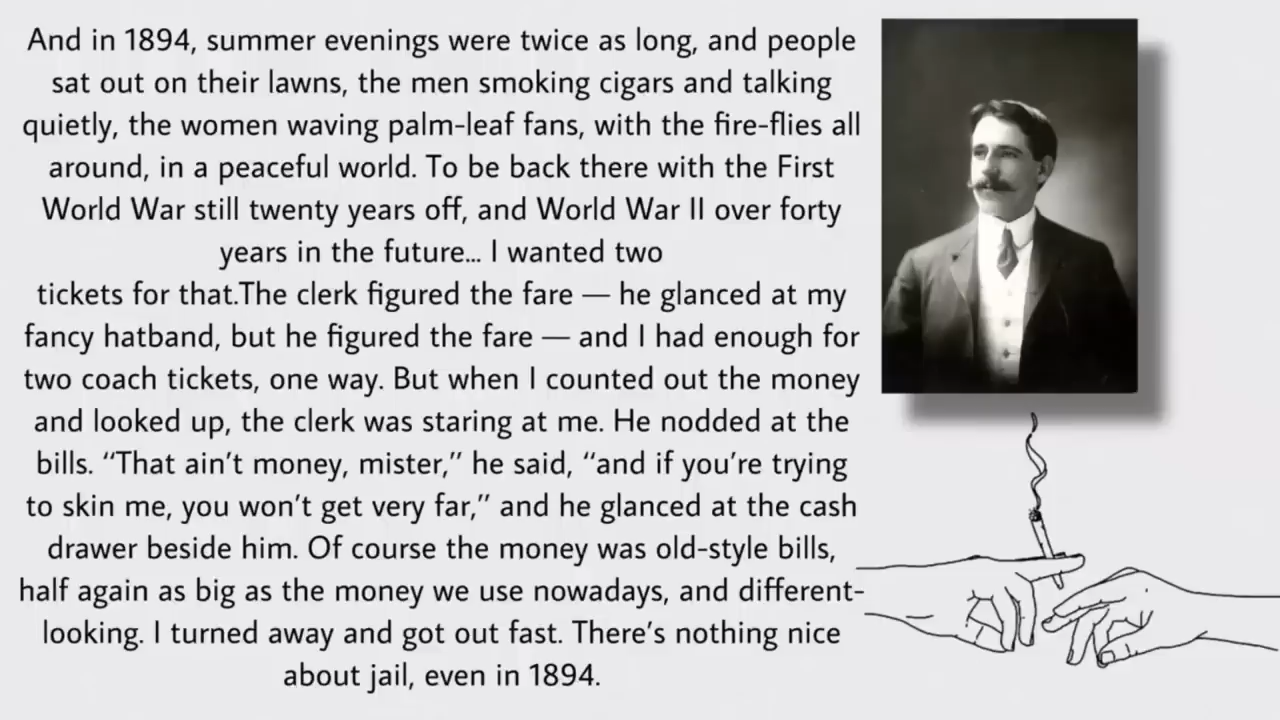 And in 1894, summer evenings were twice as long, and people
sat out on their lawns, the men smoking cigars and talking
quietly, the women waving palm-leaf fans, with the fire-flies all
around, in a peaceful world. To be back there with the First
World War still twenty years off, and World War II over forty
years in the future… I wanted two
tickets for that.The clerk figured the fare — he glanced at my
fancy hatband, but he figured the fare — and I had enough for
two coach tickets, one way. But when I counted out the money
and looked up, the clerk was staring at me. He nodded at the
bills. “That ain’t money, mister,” he said, “and if you’re trying
to skin me, you won’t get very far,” and he glanced at the cash
drawer beside him. Of course the money was old-style bills,
half again as big as the money we use nowadays, and different-
looking. I turned away and got out fast. There’s nothing nice
about jail, even in 1894.